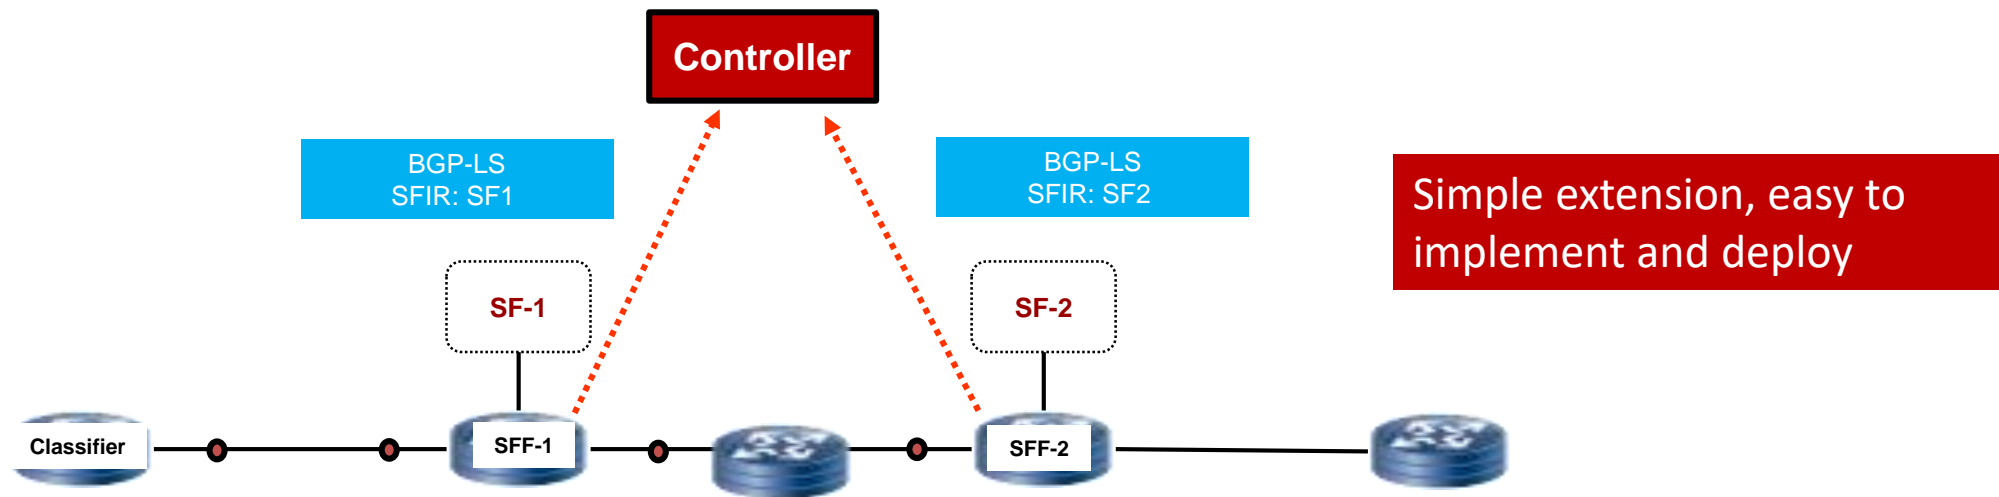 Controller
BGP-LS
SFIR: SF1
BGP-LS
SFIR: SF2
Simple extension, easy to
implement and deploy
SF-1
SF-2
Classifier
SFF-1
SFF-2